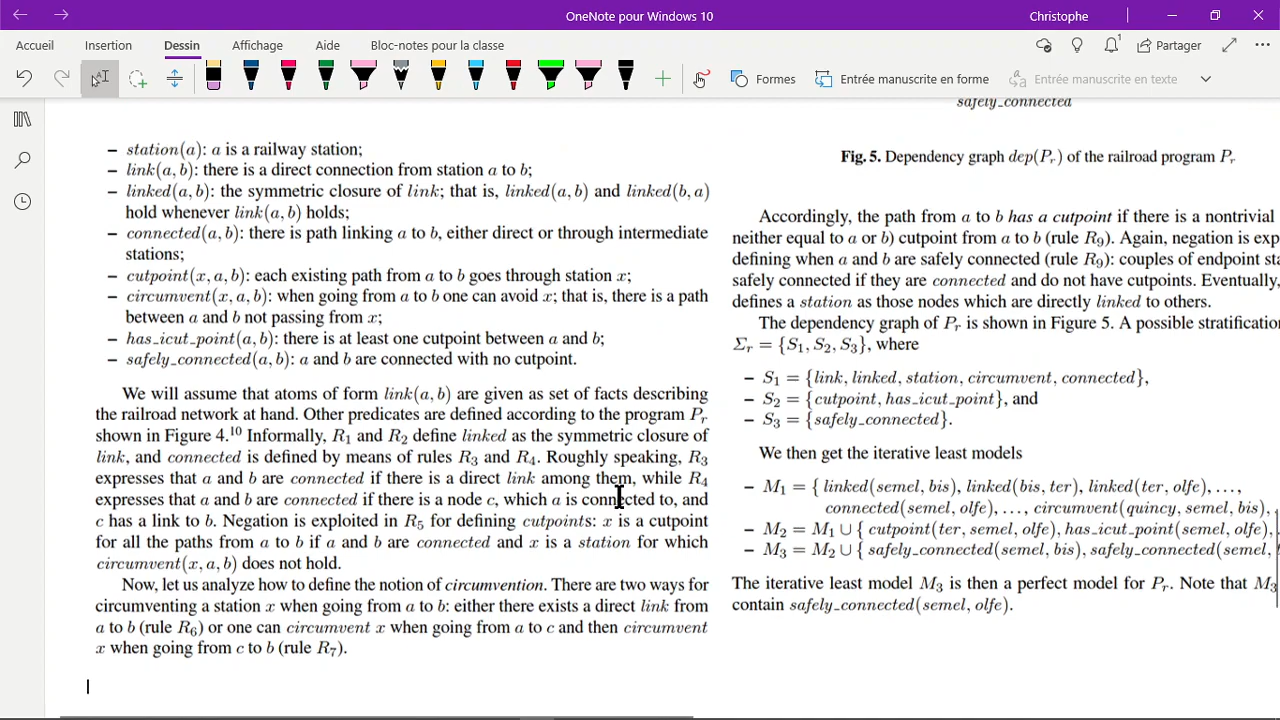 OneNote pour Windows 10
Christophe
Accueil
Insertion
Dessin
Affichage
Aide
Bloc-notes pour la classe
Partager
Formes
Entrée manuscrite en forme
Entrée manuscrite en texte
– station(a): a is a railway station;
– link(a, b): there is a direct connection from station a to b;
– linked(a, b): the symmetric closure of link; that is, linked(a, b) and linked(b, a)
hold whenever link(a, b) holds;
– connected(a, b): there is path linking a to b, either direct or through intermediate
stations;
– cutpoint(x, a, b): each existing path from a to b goes through station x;
– circumvent(x, a, b): when going from a to b one can avoid x; that is, there is a path
between a and b not passing from x;
– has_icut_point(a, b): there is at least one cutpoint between a and b;
– safely_connected(a, b): a and b are connected with no cutpoint.
We will assume that atoms of form link(a, b) are given as set of facts describing
the railroad network at hand. Other predicates are defined according to the program Pr
shown in Figure 4.10 Informally, R1 and R2 define linked as the symmetric closure of
link, and connected is defined by means of rules R3 and R4. Roughly speaking, R3
expresses that a and b are connected if there is a direct link among them, while R4
expresses that a and b are connected if there is a node c, which a is connected to, and
c has a link to b. Negation is exploited in R5 for defining cutpoints: x is a cutpoint
for all the paths from a to b if a and b are connected and x is a station for which
circumvent(x, a, b) does not hold.
Now, let us analyze how to define the notion of circumvention. There are two ways for
circumventing a station x when going from a to b: either there exists a direct link from
a to b (rule R6) or one can circumvent x when going from a to c and then circumvent
x when going from c to b (rule R7).
safely_connected
Fig. 5. Dependency graph dep(Pr) of the railroad program Pr
Accordingly, the path from a to b has a cutpoint if there is a nontrivial
neither equal to a or b) cutpoint from a to b (rule R9). Again, negation is exp
defining when a and b are safely connected (rule R9): couples of endpoint sta
safely connected if they are connected and do not have cutpoints. Eventually,
defines a station as those nodes which are directly linked to others.
The dependency graph of Pr is shown in Figure 5. A possible stratification
Σr = {S1, S2, S3}, where
– S1 = {link, linked, station, circumvent, connected},
– S2 = {cutpoint, has_icut_point}, and
– S3 = {safely_connected}.
We then get the iterative least models
– M1 = { linked(semel, bis), linked(bis, ter), linked(ter, olfe), …,
connected(semel, olfe), …, circumvent(quincy, semel, bis),
– M2 = M1 ∪ { cutpoint(ter, semel, olfe), has_icut_point(semel, olfe),
– M3 = M2 ∪ { safely_connected(semel, bis), safely_connected(semel,
The iterative least model M3 is then a perfect model for Pr. Note that M3
contain safely_connected(semel, olfe).